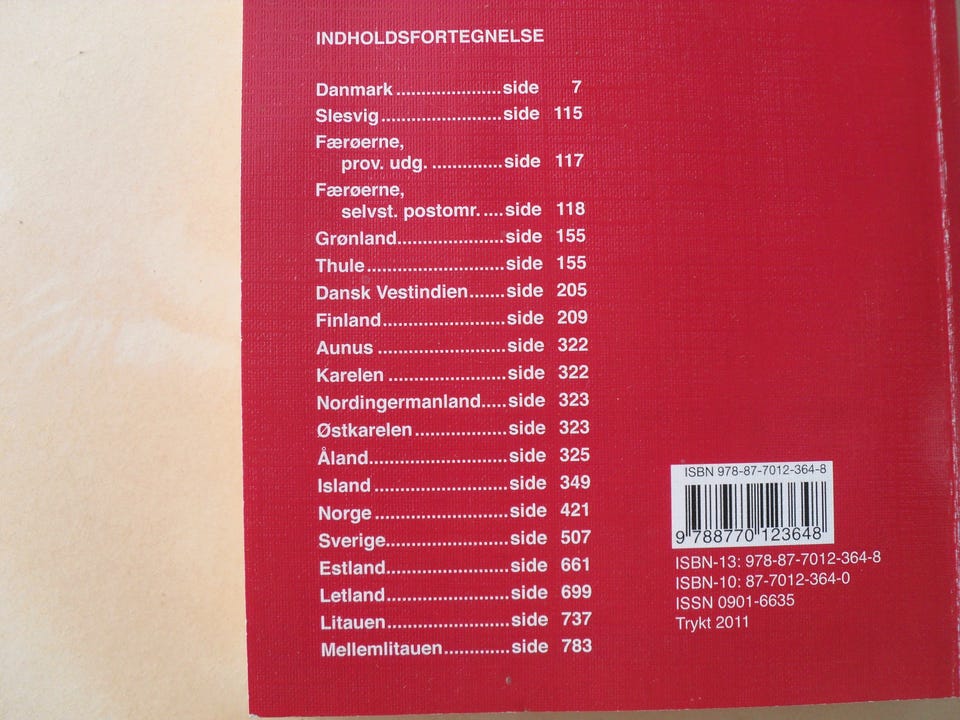 INDHOLDSFORTEGNELSE
Danmark .....................side 7
Slesvig........................side 115
Færøerne,
prov. udg. ..............side 117
Færøerne,
selvst. postomr. ....side 118
Grønland.....................side 155
Thule...........................side 155
Dansk Vestindien.......side 205
Finland........................side 209
Aunus .........................side 322
Karelen .......................side 322
Nordingermanland.....side 323
Østkarelen ..................side 323
Åland...........................side 325
Island ..........................side 349
Norge ..........................side 421
Sverige........................side 507
Estland........................side 661
Letland........................side 699
Litauen........................side 737
Mellemlitauen.............side 783
ISBN 978-87-7012-364-8
9 788770 123648
ISBN-13: 978-87-7012-364-8
ISBN-10: 87-7012-364-0
ISSN 0901-6635
Trykt 2011